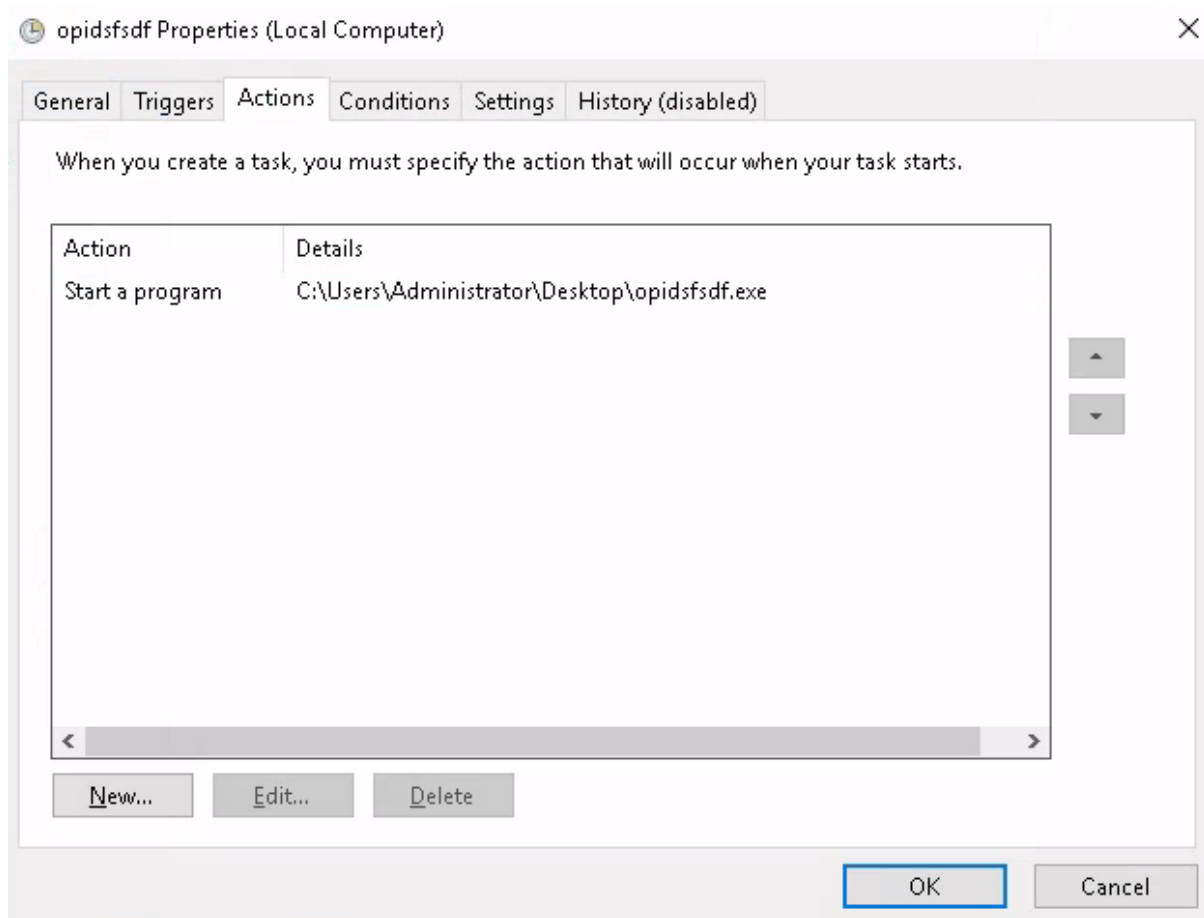 opidsfsdf Properties (Local Computer)
General Triggers Actions Conditions Settings History (disabled)
When you create a task, you must specify the action that will occur when your task starts.
Action Details
Start a program C:\Users\Administrator\Desktop\opidsfsdf.exe
New... Edit... Delete
OK Cancel